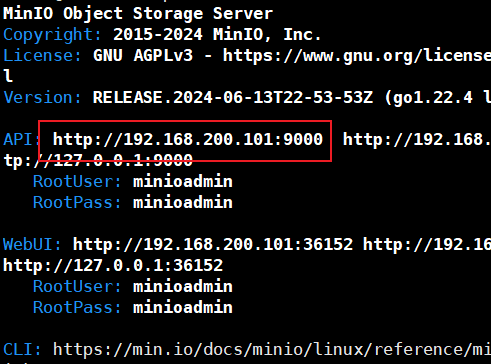 MinIO Object Storage Server
Copyright: 2015-2024 MinIO, Inc.
License: GNU AGPLv3 - https://www.gnu.org/license
l
Version: RELEASE.2024-06-13T22-53-53Z (go1.22.4 l
API: http://192.168.200.101:9000 http://192.168.
tp://127.0.0.1:9000
RootUser: minioadmin
RootPass: minioadmin
WebUI: http://192.168.200.101:36152 http://192.16
http://127.0.0.1:36152
RootUser: minioadmin
RootPass: minioadmin
CLI: https://min.io/docs/minio/linux/reference/mi